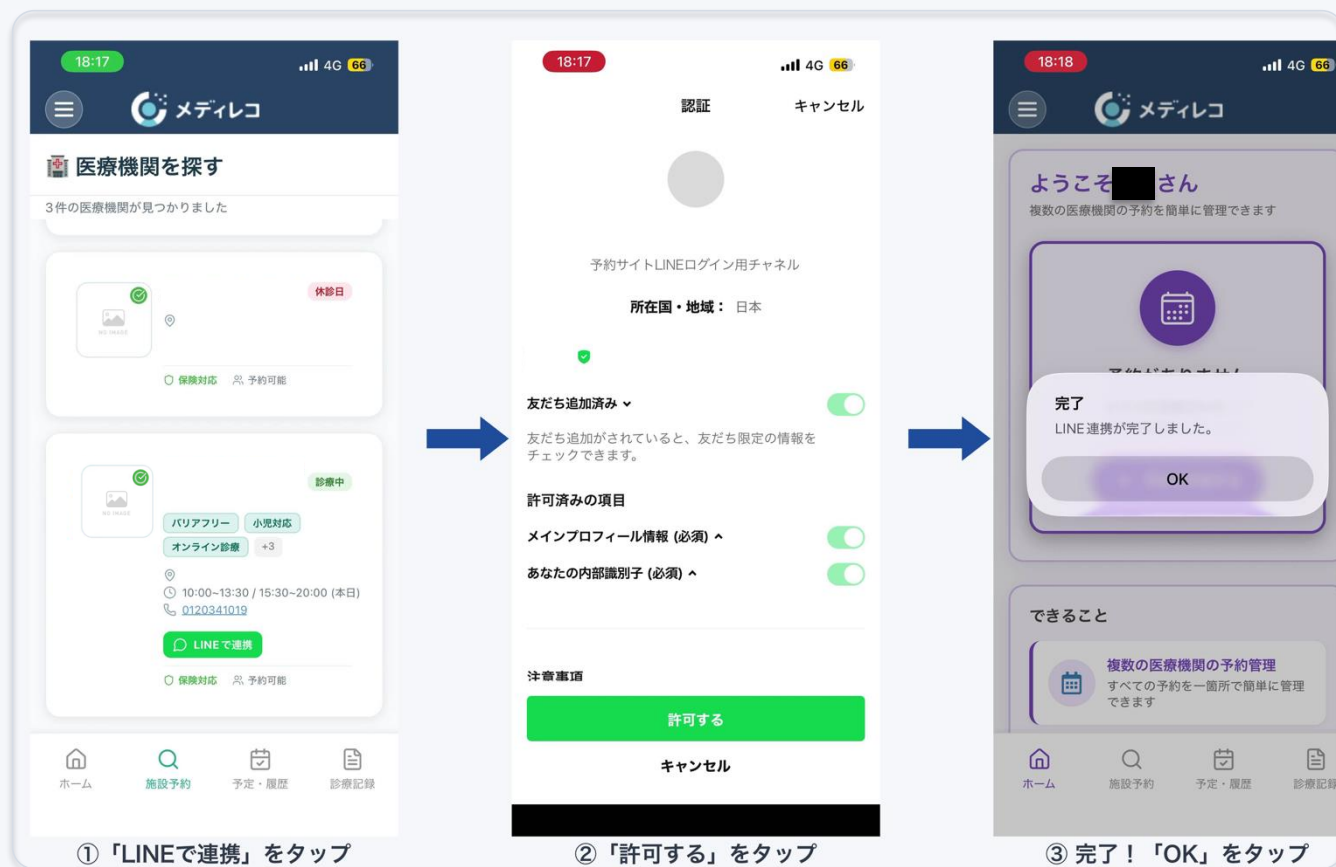 18:17
4G 66
メディレコ
医療機関を探す
3件の医療機関が見つかりました
NO IMAGE
休診日
保険対応 予約可能
NO IMAGE
診療中
バリアフリー 小児対応
オンライン診療 +3
10:00~13:30 / 15:30~20:00 (本日)
0120341019
LINEで連携
保険対応 予約可能
ホーム 施設予約 予定・履歴 診療記録
①「LINEで連携」をタップ
18:17
4G 66
認証 キャンセル
予約サイトLINEログイン用チャネル
所在国・地域： 日本
友だち追加済み
友だち追加がされていると、友だち限定の情報を
チェックできます。
許可済みの項目
メインプロフィール情報 (必須)
あなたの内部識別子 (必須)
注意事項
許可する
キャンセル
②「許可する」をタップ
18:18
4G 66
メディレコ
ようこそ さん
複数の医療機関の予約を簡単に管理できます
予約がありません
完了
LINE連携が完了しました。
OK
できること
複数の医療機関の予約管理
すべての予約を一箇所で簡単に管理
できます
ホーム 施設予約 予定・履歴 診療記録
③ 完了！「OK」をタップ